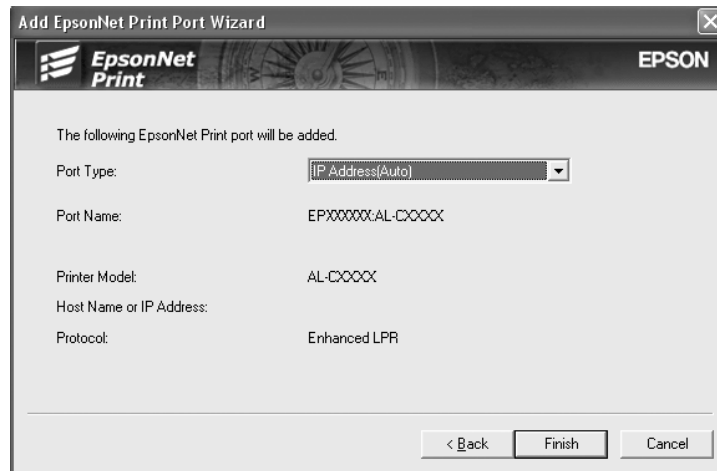 Add EpsonNet Print Port Wizard
EpsonNet
Print
EPSON
The following EpsonNet Print port will be added.
Port Type: IP Address(Auto)
Port Name: EPXXXXXX:AL-CXXXX
Printer Model: AL-CXXXX
Host Name or IP Address:
Protocol: Enhanced LPR
< Back Finish Cancel